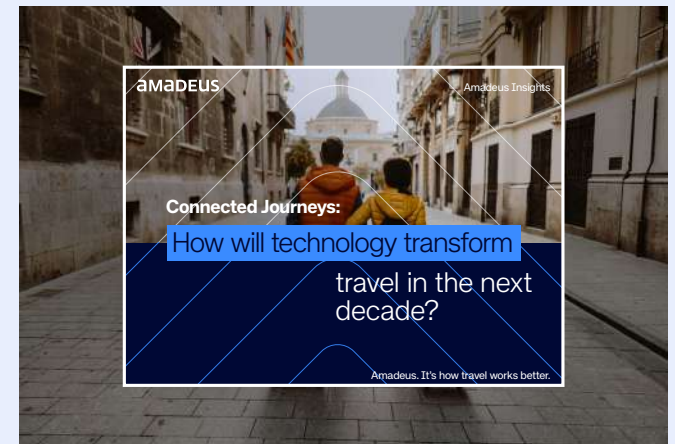 amadeus
Amadeus Insights
Connected Journeys:
How will technology transform
travel in the next
decade?
Amadeus. It's how travel works better.